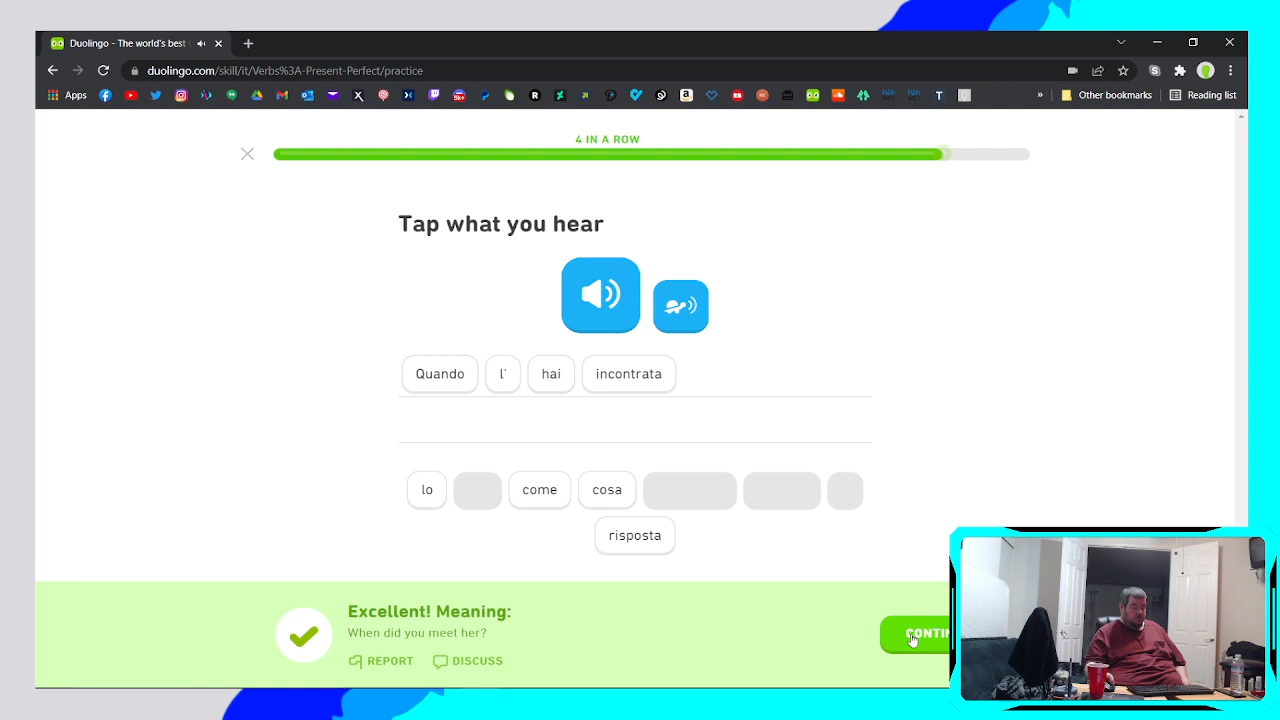 Duolingo - The world's best
duolingo.com/skill/it/Verbs%3A-Present-Perfect/practice
Apps
Other bookmarks
Reading list
4 IN A ROW
Tap what you hear
Quando l' hai incontrata
lo come cosa
risposta
Excellent! Meaning:
When did you meet her?
REPORT DISCUSS
CONTIN